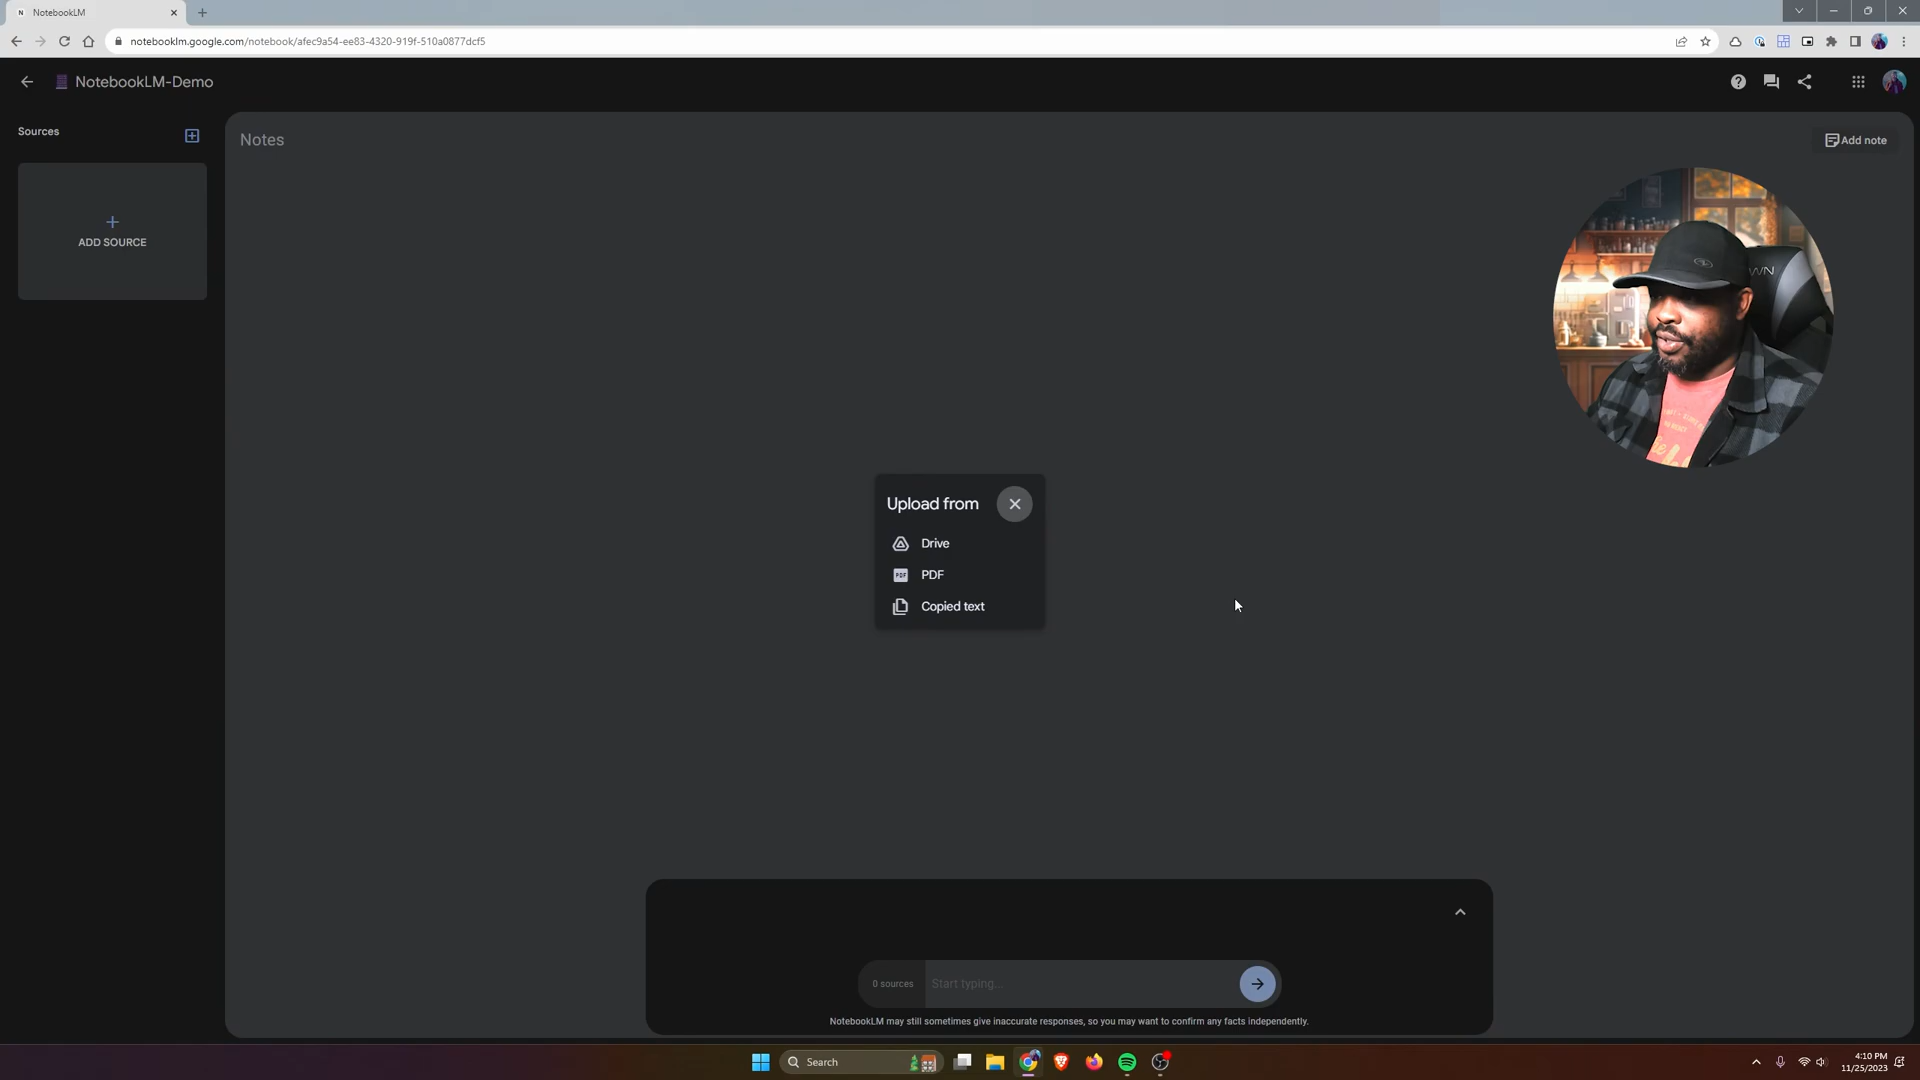 NotebookLM
notebooklm.google.com/notebook/afec9a54-ee83-4320-919f-510a0877dcf5
NotebookLM-Demo
Sources
Notes
Add note
+
ADD SOURCE
WN
Upload from
Drive
PDF
PDF
Copied text
0 sources
Start typing...
NotebookLM may still sometimes give inaccurate responses, so you may want to confirm any facts independently.
Search
4:10 PM
11/25/2023